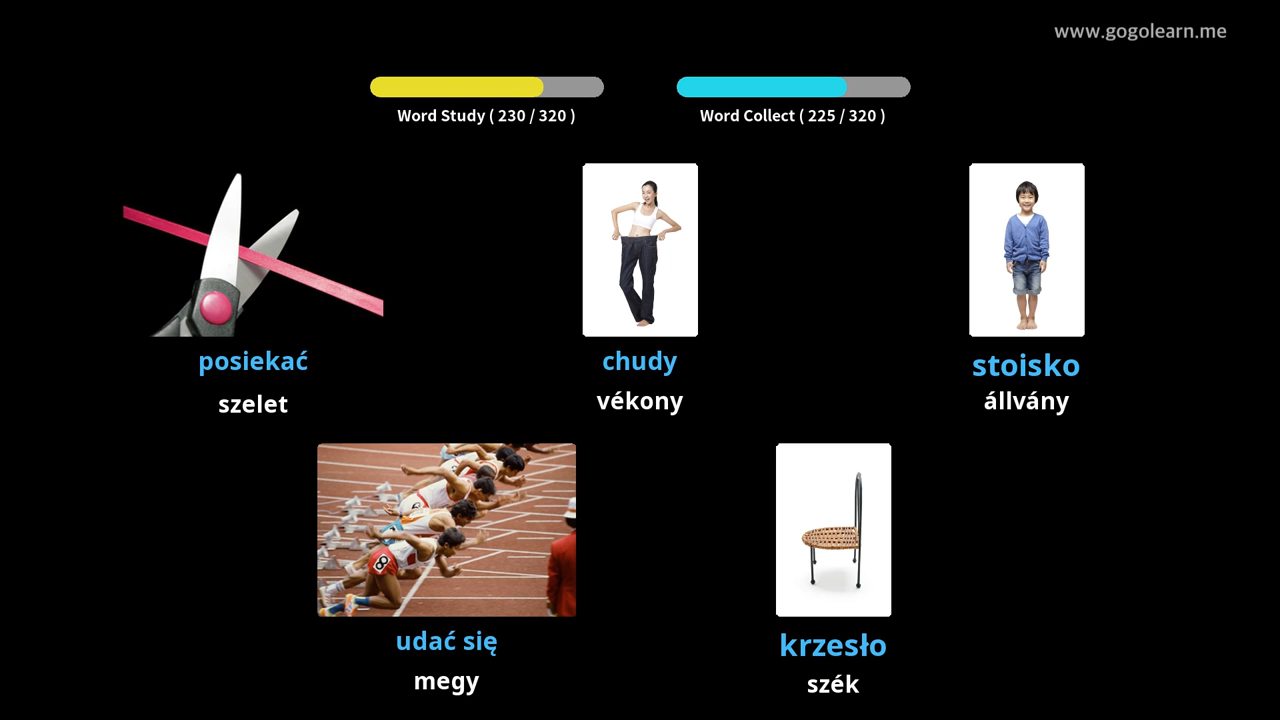 www.gogolearn.me
Word Study ( 230 / 320 )
Word Collect ( 225 / 320 )
posiekać
szelet
chudy
vékony
stoisko
állvány
8
udać się
megy
krzesło
szék